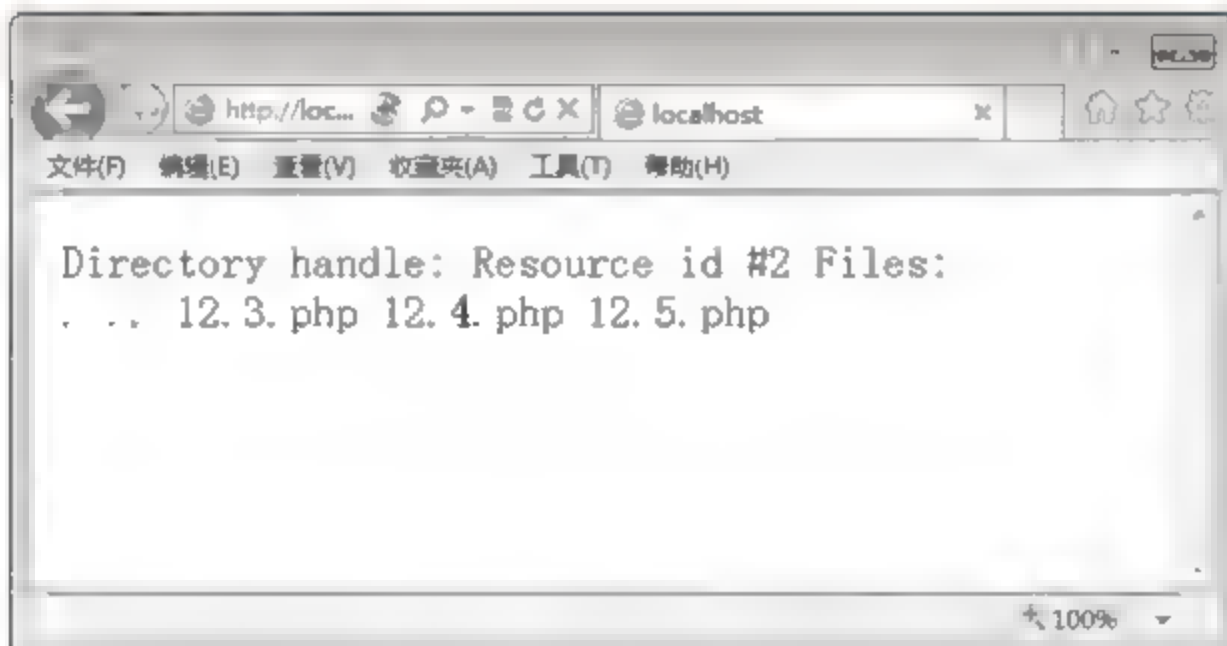 http://loc...
localhost
文件(F) 编辑(E) 查看(V) 收藏夹(A) 工具(T) 帮助(H)
Directory handle: Resource id #2 Files:
. .. 12.3.php 12.4.php 12.5.php
100%